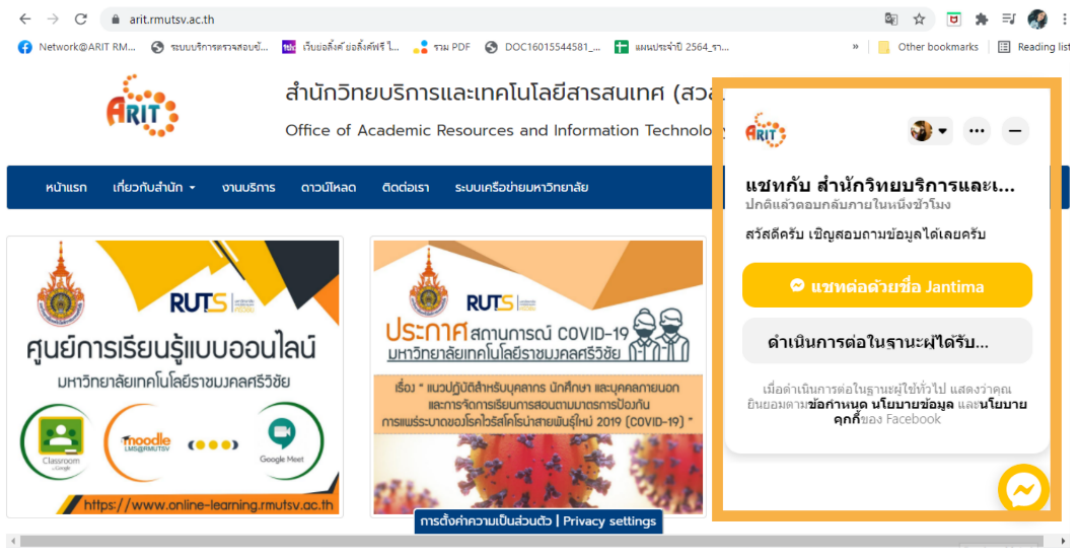 arit.rmutsv.ac.th
Network@ARIT RM...
ระบบบริการตรวจสอบข้...
เว็บย่อลิ้งค์ ย่อลิ้งค์ฟรี ไ...
รวม PDF
DOC16015544581_...
แผนประจำปี 2564_รา...
»
Other bookmarks
Reading list
ARIT
สำนักวิทยบริการและเทคโนโลยีสารสนเทศ (สวส.
Office of Academic Resources and Information Technolo
หน้าแรก เกี่ยวกับสำนัก งานบริการ ดาวน์โหลด ติดต่อเรา ระบบเครือข่ายมหาวิทยาลัย
RUTS
ศูนย์การเรียนรู้แบบออนไลน์
มหาวิทยาลัยเทคโนโลยีราชมงคลศรีวิชัย
Classroom
moodle
LMS@RMUTSV
Google Meet
https://www.online-learning.rmutsv.ac.th
RUTS
ประกาศ สถานการณ์ COVID-19
มหาวิทยาลัยเทคโนโลยีราชมงคลศรีวิชัย
เรื่อง " แนวปฏิบัติสำหรับบุคลากร นักศึกษา และบุคคลภายนอก
และการจัดการเรียนการสอนตามมาตรการป้องกัน
การแพร่ระบาดของโรคไวรัสโคโรน่าสายพันธุ์ใหม่ 2019 (COVID-19) "
การตั้งค่าความเป็นส่วนตัว | Privacy settings
ARIT
แชทกับ สำนักวิทยบริการและเ...
ปกติแล้วตอบกลับภายในหนึ่งชั่วโมง
สวัสดีครับ เชิญสอบถามข้อมูลได้เลยครับ
แชทต่อด้วยชื่อ Jantima
ดำเนินการต่อในฐานะผู้ได้รับ...
เมื่อดำเนินการต่อในฐานะผู้ใช้ทั่วไป แสดงว่าคุณ
ยินยอมตามข้อกำหนด นโยบายข้อมูล และนโยบาย
คุกกี้ของ Facebook